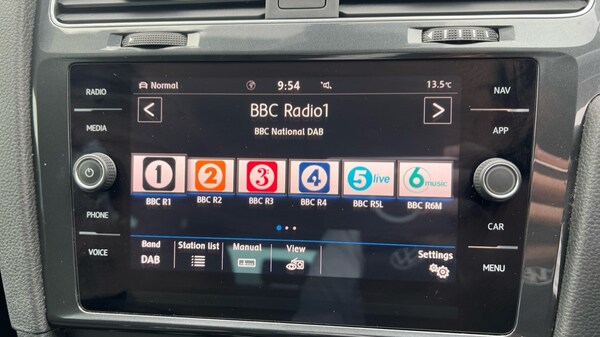 RADIO
MEDIA
PHONE
VOICE
Normal
9:54
13.5°C
BBC Radio1
BBC National DAB
1
2
3
4
5 live
6 music
BBC R1
BBC R2
BBC R3
BBC R4
BBC R5L
BBC R6M
Band
DAB
Station list
Manual
View
Settings
NAV
APP
CAR
MENU